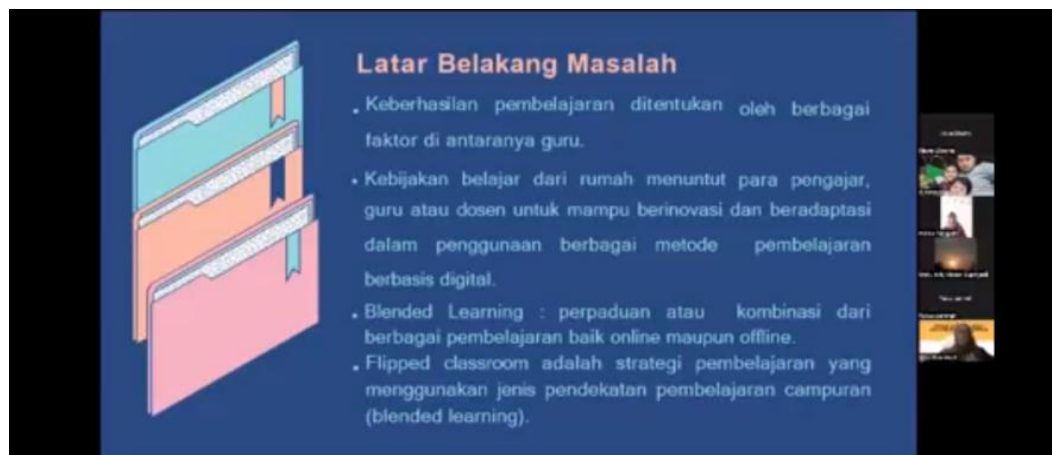 Latar Belakang Masalah
• Keberhasilan pembelajaran ditentukan oleh berbagai
faktor di antaranya guru.
• Kebijakan belajar dari rumah menuntut para pengajar,
guru atau dosen untuk mampu berinovasi dan beradaptasi
dalam penggunaan berbagai metode pembelajaran
berbasis digital.
• Blended Learning : perpaduan atau kombinasi dari
berbagai pembelajaran baik online maupun offline.
• Flipped classroom adalah strategi pembelajaran yang
menggunakan jenis pendekatan pembelajaran campuran
(blended learning).